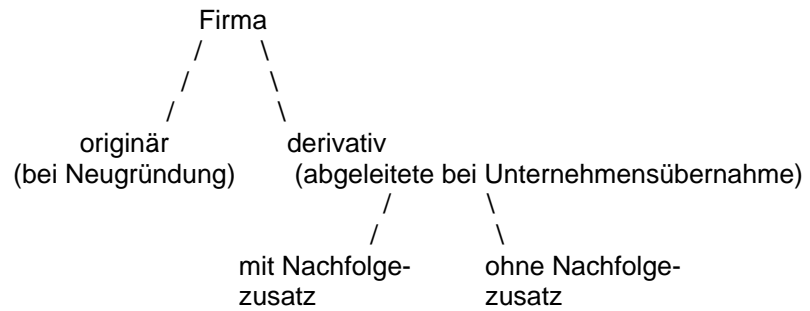 Firma
originär derivativ
(bei Neugründung) (abgeleitete bei Unternehmensübernahme)
mit Nachfolge- ohne Nachfolge-
zusatz zusatz